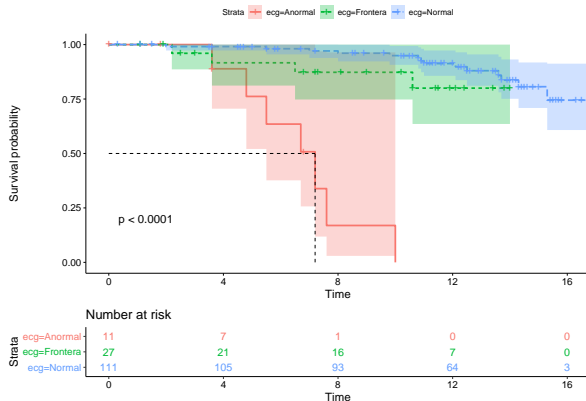 Strata ecg=Anormal ecg=Frontera ecg=Normal
Survival probability
1.00
0.75
0.50
0.25
0.00
p < 0.0001
0 4 8 12 16
Time
Number at risk
Strata
ecg=Anormal 11 7 1 0 0
ecg=Frontera 27 21 16 7 0
ecg=Normal 111 105 93 64 3
0 4 8 12 16
Time